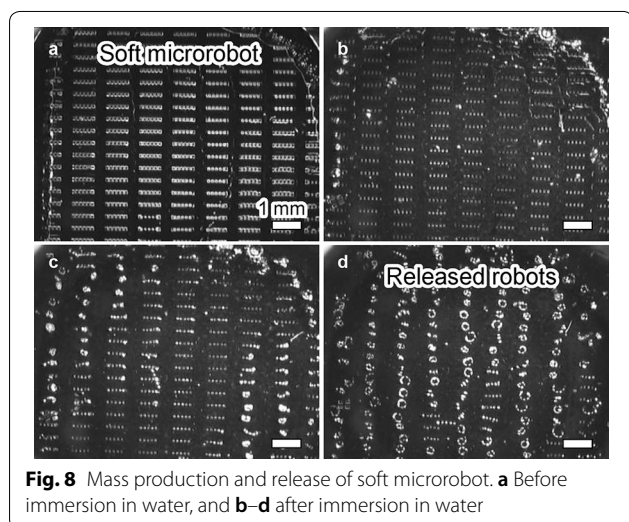 a
Soft microrobot
1 mm
b
c
d
Released robots
Fig. 8 Mass production and release of soft microrobot. a Before
immersion in water, and b–d after immersion in water